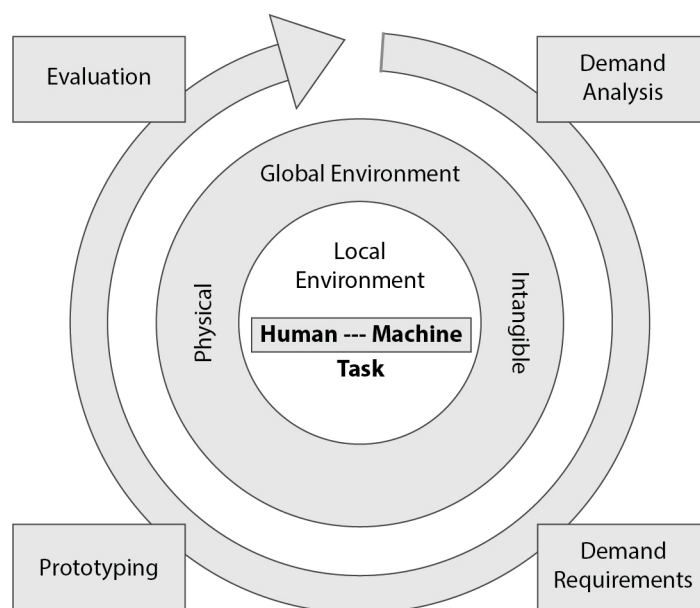 Evaluation
Demand
Analysis
Global Environment
Local
Environment
Physical
Intangible
Human --- Machine
Task
Prototyping
Demand
Requirements